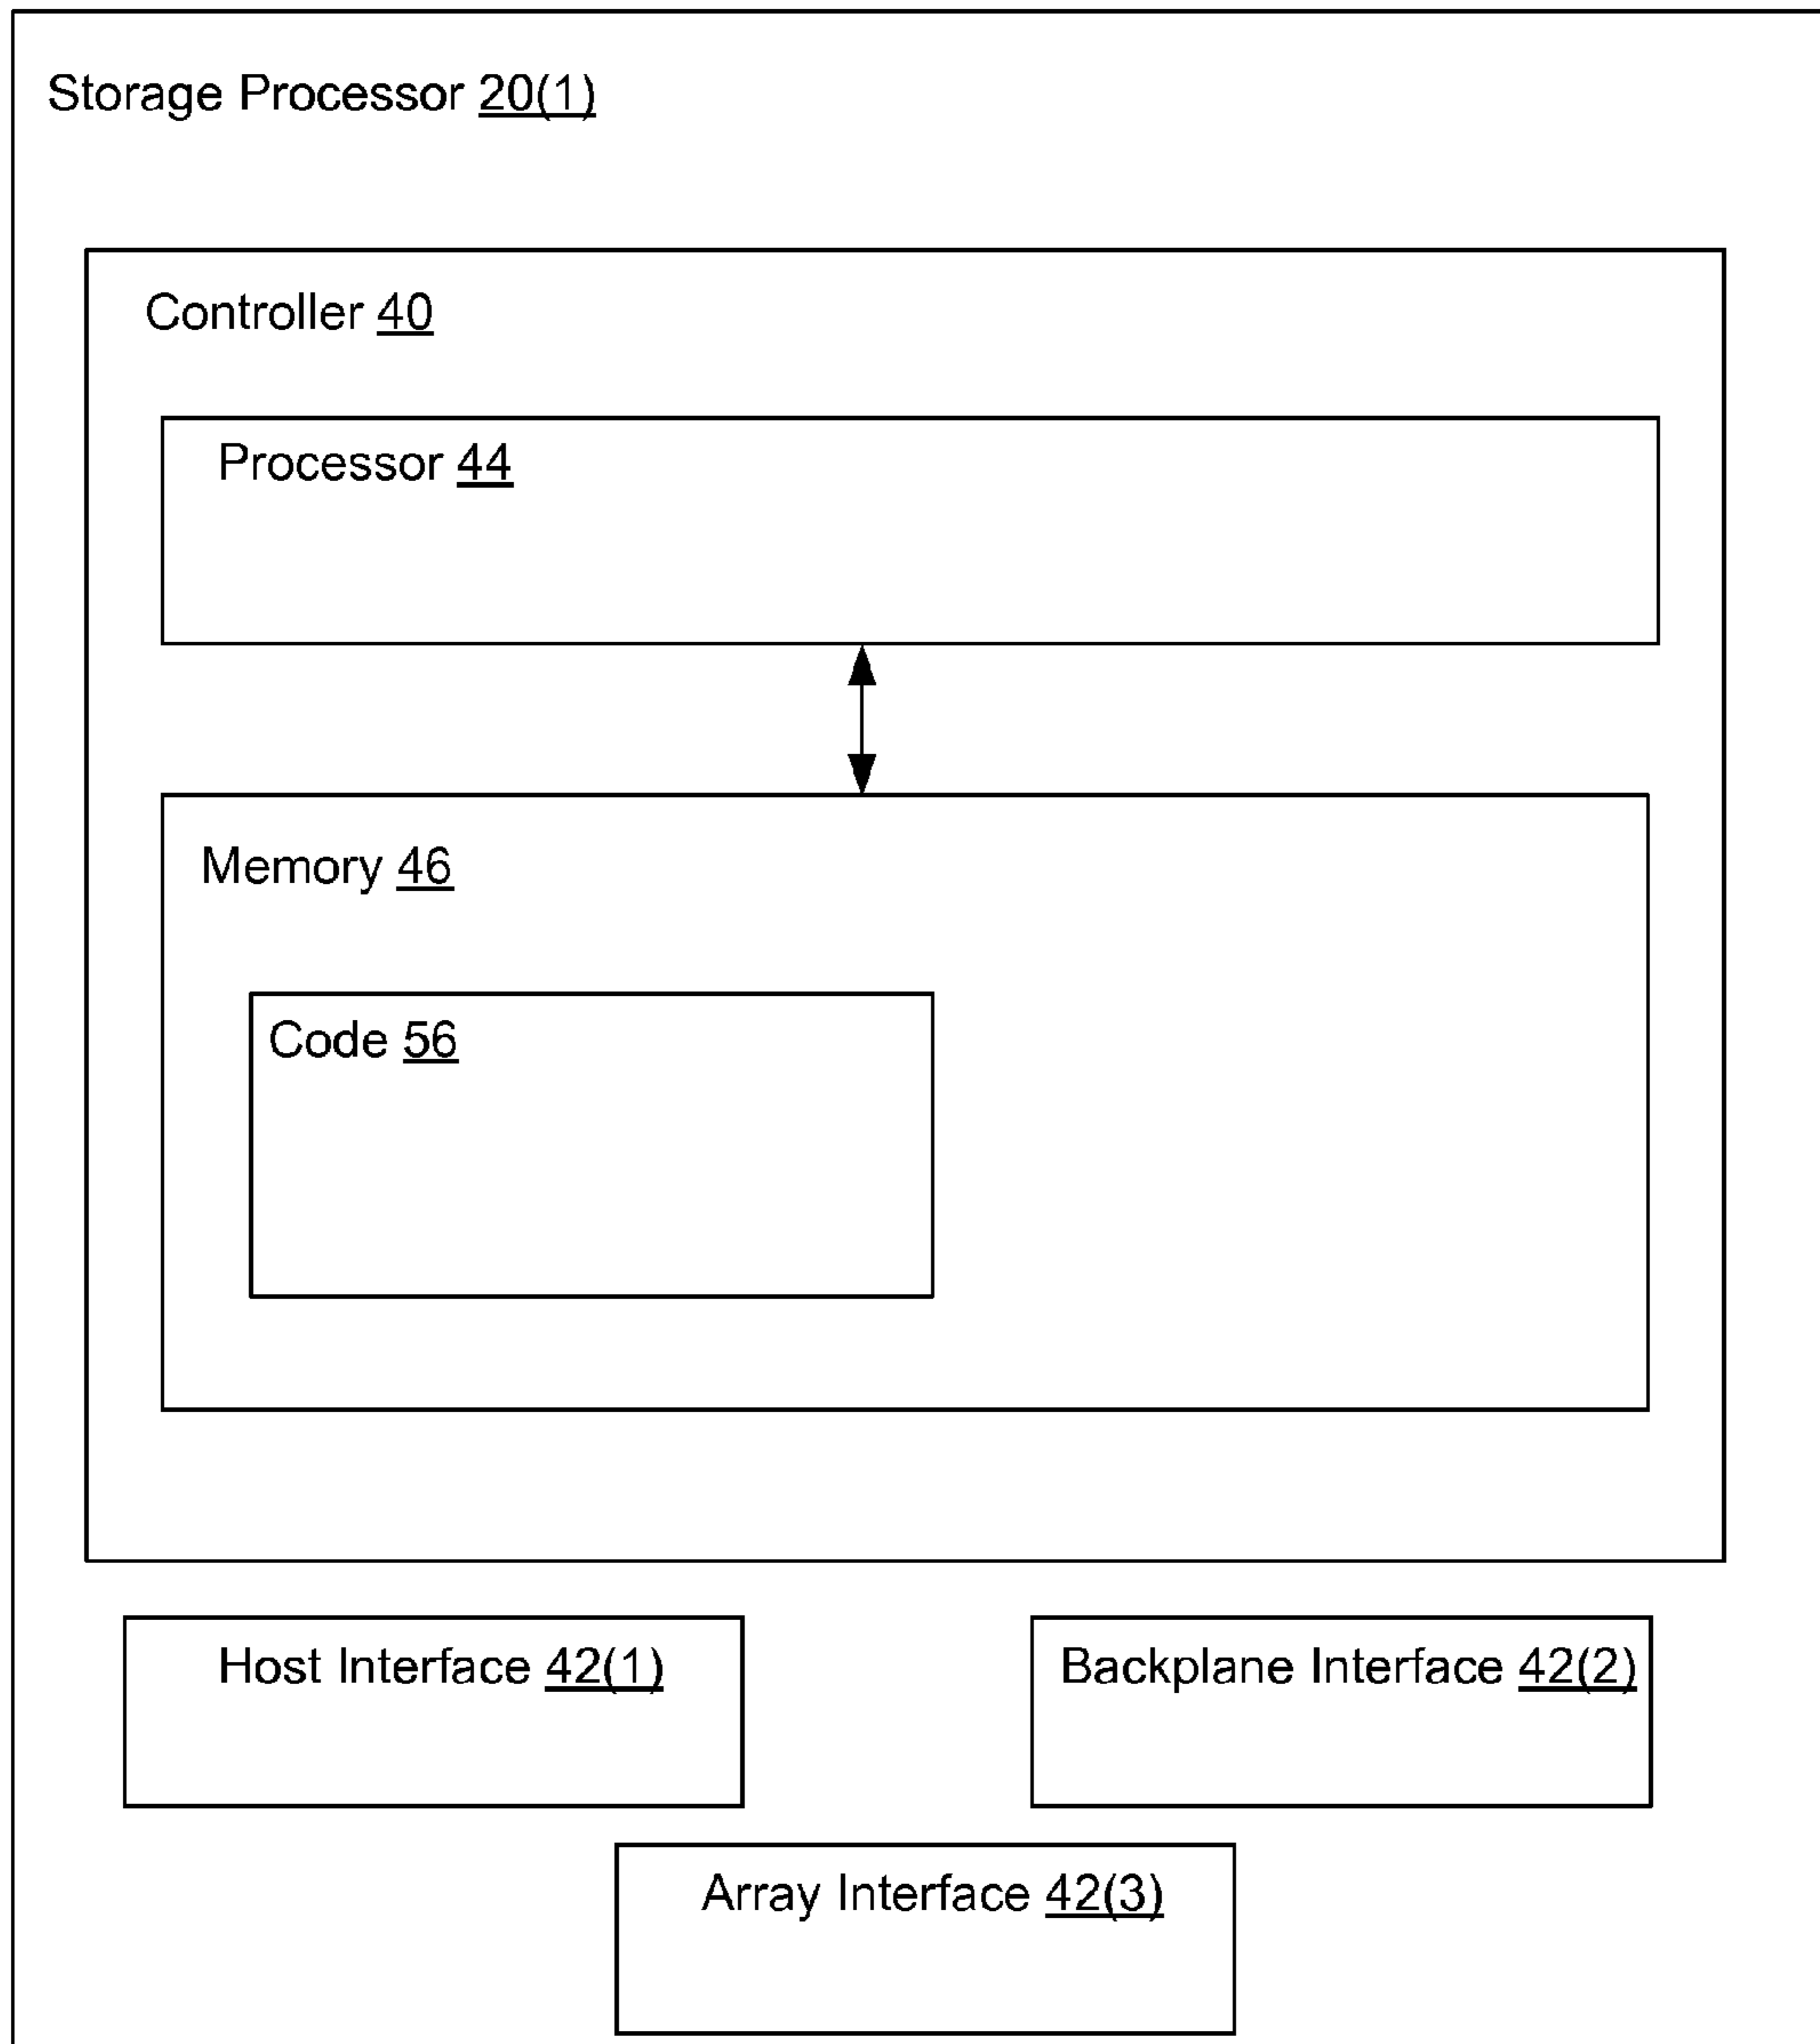 Storage Processor 20(1)
Controller 40
Processor 44
Memory 46
Code 56
Host Interface 42(1)
Backplane Interface 42(2)
Array Interface 42(3)